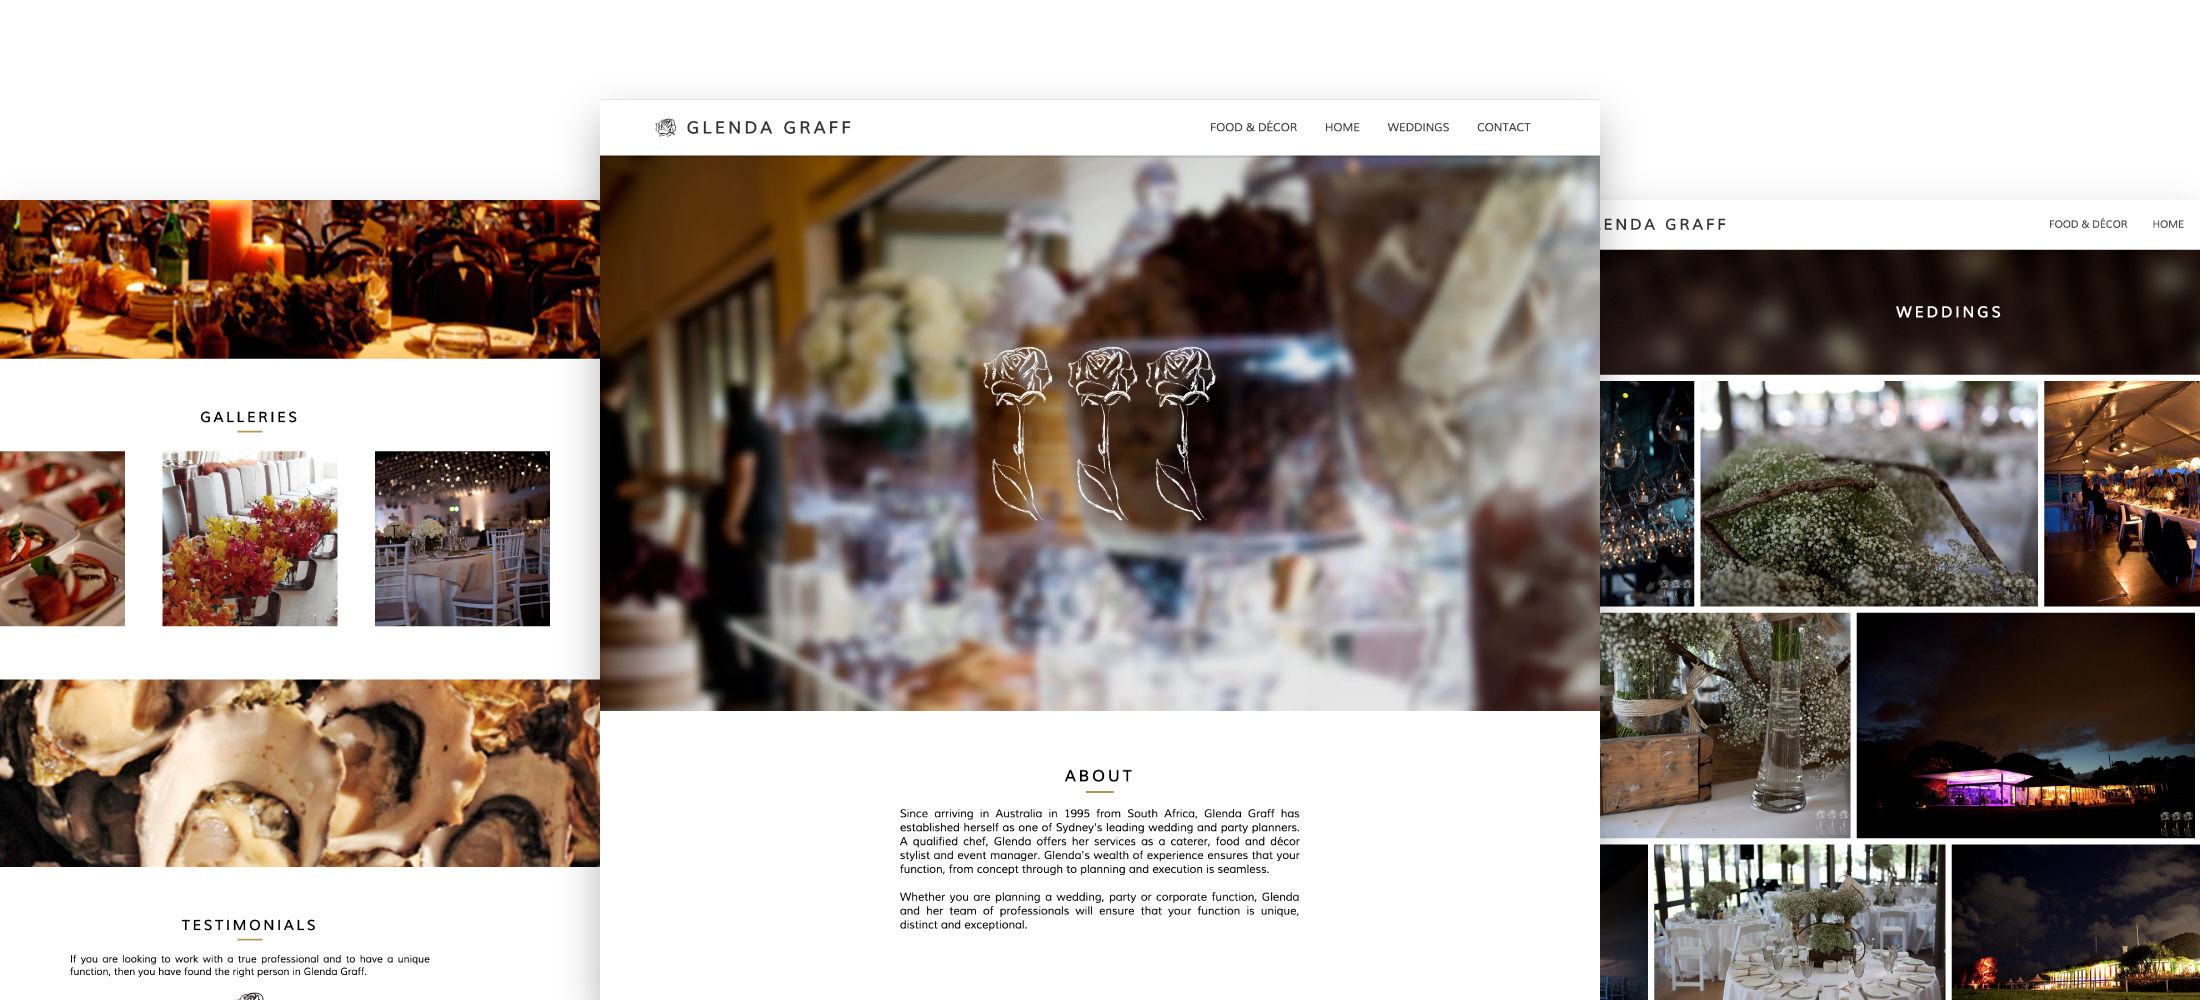 GLENDA GRAFF
FOOD & DÉCOR HOME WEDDINGS CONTACT
ABOUT
Since arriving in Australia in 1995 from South Africa, Glenda Graff has
established herself as one of Sydney's leading wedding and party planners.
A qualified chef, Glenda offers her services as a caterer, food and décor
stylist and event manager. Glenda's wealth of experience ensures that your
function, from concept through to planning and execution is seamless.
Whether you are planning a wedding, party or corporate function, Glenda
and her team of professionals will ensure that your function is unique,
distinct and exceptional.
GALLERIES
TESTIMONIALS
If you are looking to work with a true professional and to have a unique
function, then you have found the right person in Glenda Graff.
ENDA GRAFF
FOOD & DÉCOR HOME
WEDDINGS